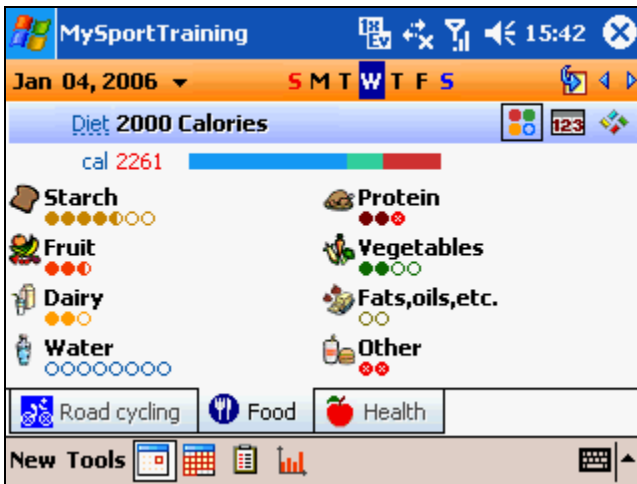 MySportTraining 15:42
Jan 04, 2006 S M T W T F S
Diet 2000 Calories 123
cal 2261
Starch Protein
Fruit Vegetables
Dairy Fats,oils,etc.
Water Other
Road cycling Food Health
New Tools